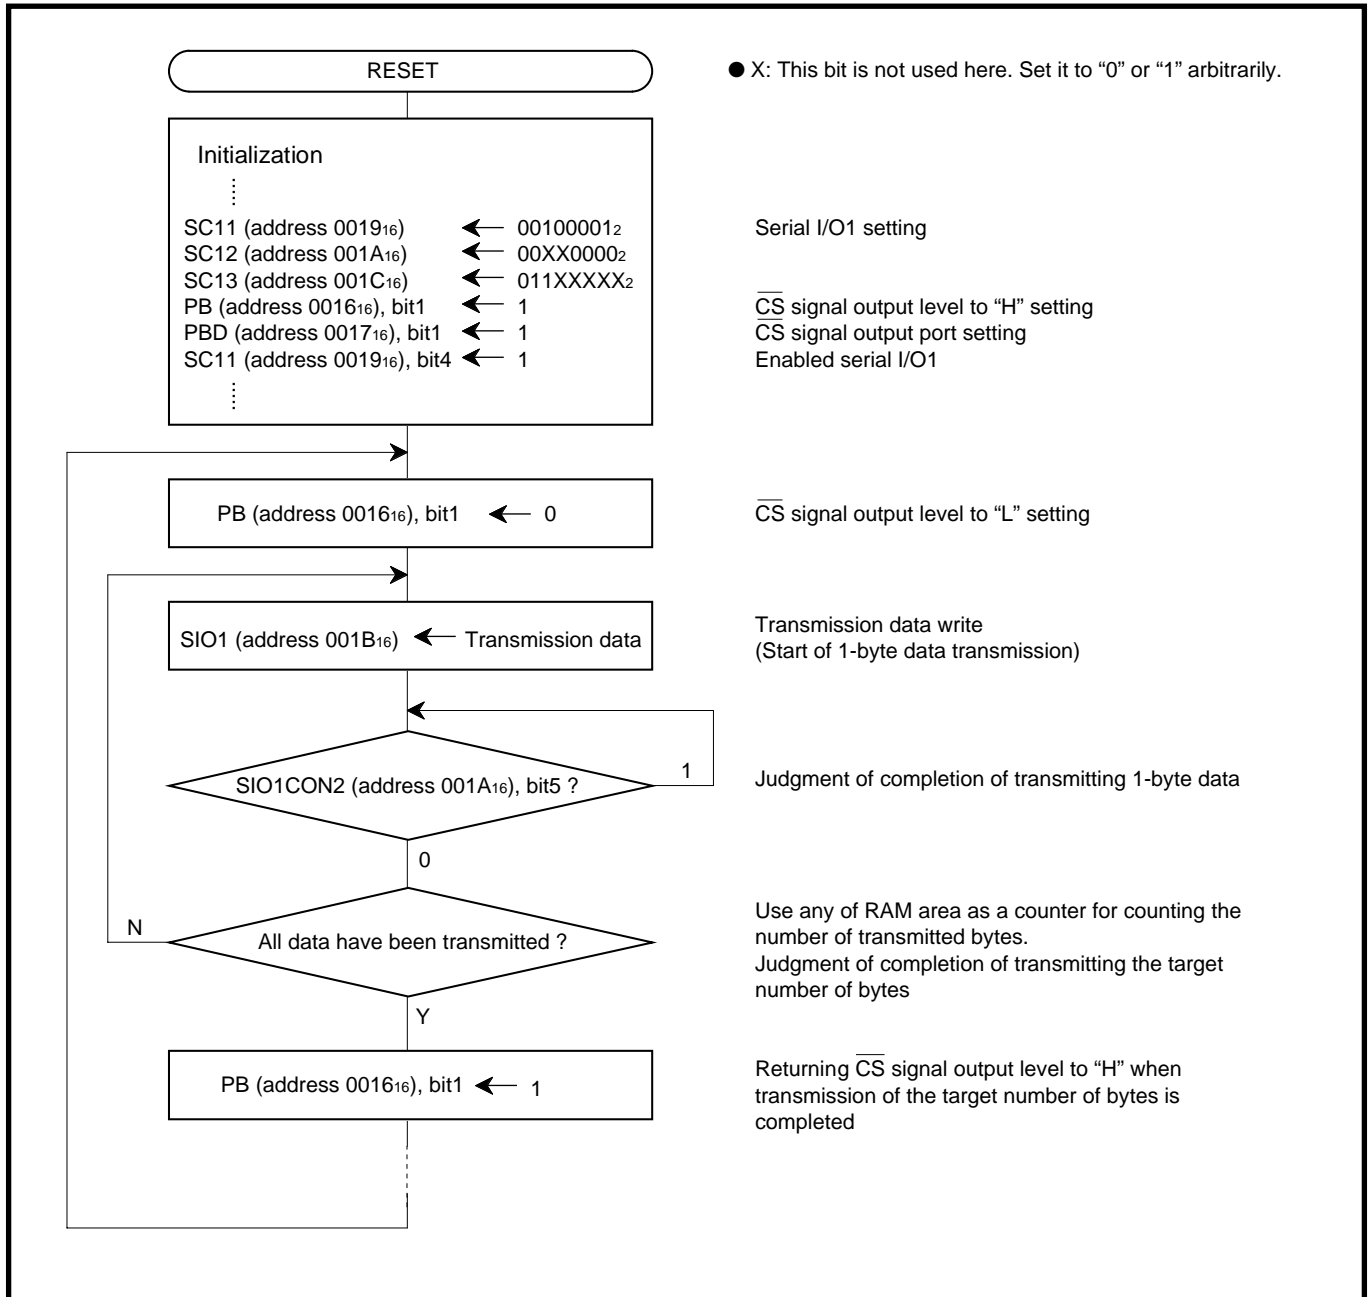 RESET
● X: This bit is not used here. Set it to “0” or “1” arbitrarily.
Initialization
SC11 (address 0019₁₆) ← 00100001₂ Serial I/O1 setting
SC12 (address 001A₁₆) ← 00XX0000₂
SC13 (address 001C₁₆) ← 011XXXXX₂
PB (address 0016₁₆), bit1 ← 1 C̅S̅ signal output level to “H” setting
PBD (address 0017₁₆), bit1 ← 1 C̅S̅ signal output port setting
SC11 (address 0019₁₆), bit4 ← 1 Enabled serial I/O1
PB (address 0016₁₆), bit1 ← 0 C̅S̅ signal output level to “L” setting
SIO1 (address 001B₁₆) ← Transmission data
Transmission data write
(Start of 1-byte data transmission)
SIO1CON2 (address 001A₁₆), bit5 ?
1
Judgment of completion of transmitting 1-byte data
0
All data have been transmitted ?
N
Use any of RAM area as a counter for counting the
number of transmitted bytes.
Judgment of completion of transmitting the target
number of bytes
Y
PB (address 0016₁₆), bit1 ← 1
Returning C̅S̅ signal output level to “H” when
transmission of the target number of bytes is
completed